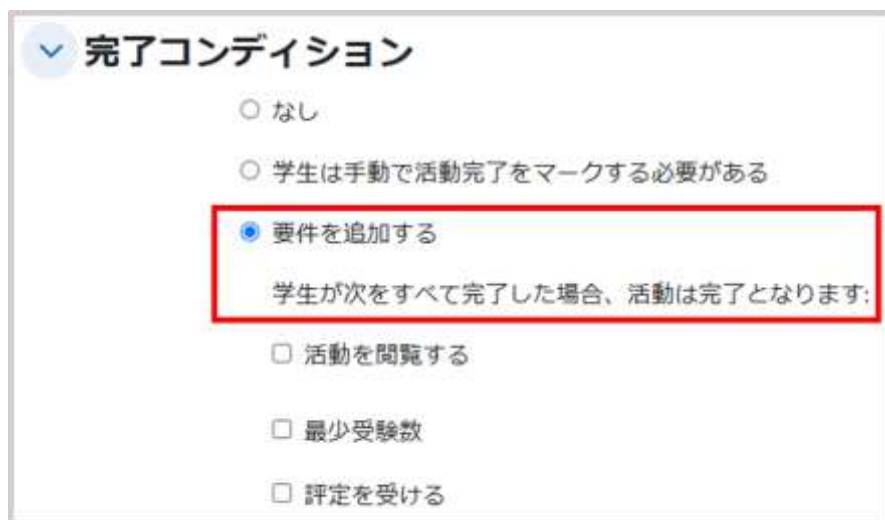 完了コンディション
なし
学生は手動で活動完了をマークする必要がある
要件を追加する
学生が次をすべて完了した場合、活動は完了となります:
活動を閲覧する
最少受験数
評定を受ける